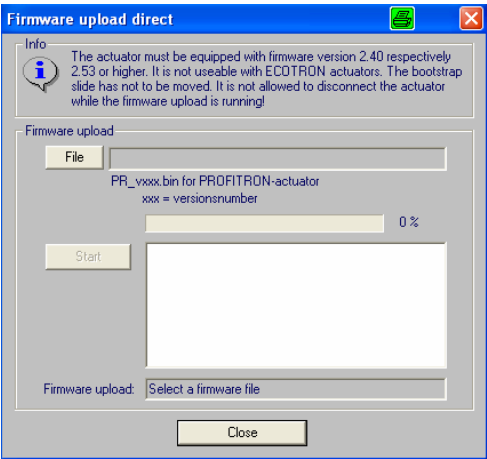 Firmware upload direct
Info
The actuator must be equipped with firmware version 2.40 respectively
2.53 or higher. It is not useable with ECOTRON actuators. The bootstrap
slide has not to be moved. It is not allowed to disconnect the actuator
while the firmware upload is running!
Firmware upload
File
PR_vxxx.bin for PROFITRON-actuator
xxx = versionsnumber
0 %
Start
Firmware upload: Select a firmware file
Close